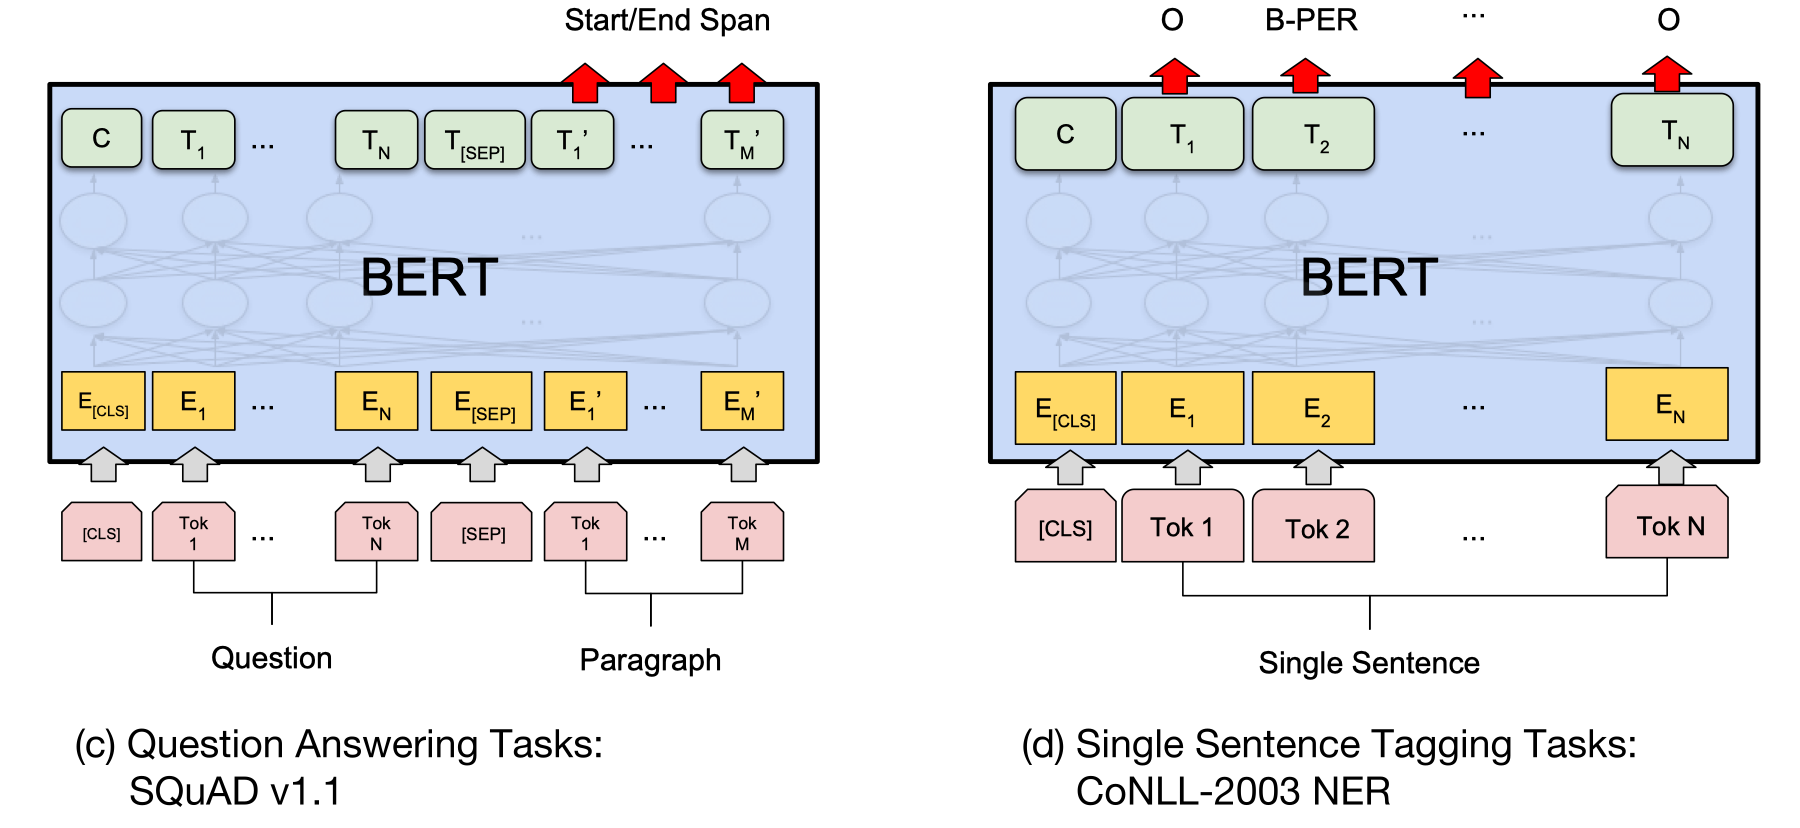 Start/End Span
C T1 ... TN T[SEP] T1’ ... TM’
...
BERT
...
E[CLS] E1 ... EN E[SEP] E1’ ... EM’
[CLS] Tok 1 ... Tok N [SEP] Tok 1 ... Tok M
Question Paragraph
(c) Question Answering Tasks:
SQuAD v1.1
O B-PER ... O
C T1 T2 ... TN
...
BERT
...
E[CLS] E1 E2 ... EN
[CLS] Tok 1 Tok 2 ... Tok N
Single Sentence
(d) Single Sentence Tagging Tasks:
CoNLL-2003 NER